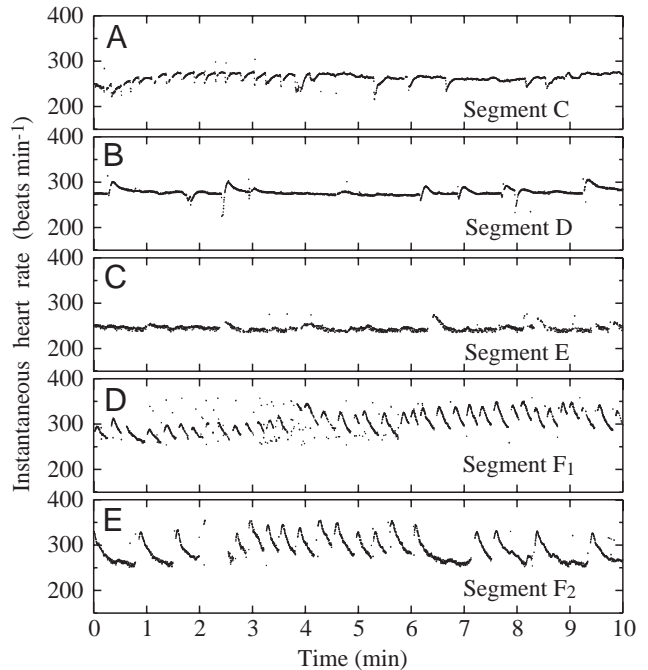 Instantaneous heart rate (beats min-1)
A
400
300
200
Segment C
B
400
300
200
Segment D
C
400
300
200
Segment E
D
400
300
200
Segment F1
E
400
300
200
Segment F2
0 1 2 3 4 5 6 7 8 9 10
Time (min)